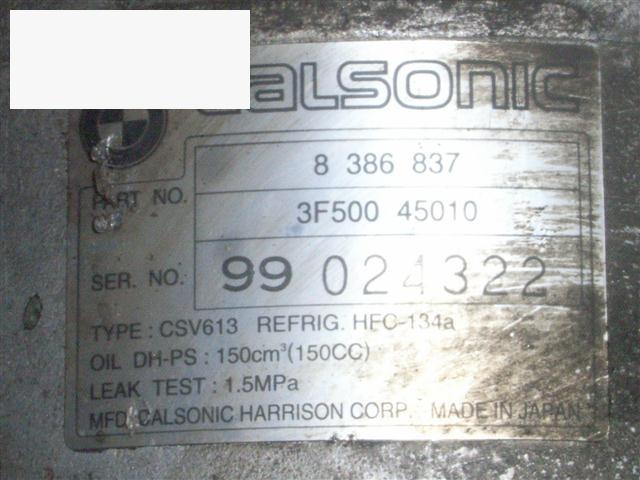 CALSONIC
8 386 837
PART NO.
3F500 45010
SER. NO. 99 024322
TYPE : CSV613 REFRIG. HFC-134a
OIL DH-PS : 150cm³(150CC)
LEAK TEST : 1.5MPa
MFD. CALSONIC HARRISON CORP. MADE IN JAPAN